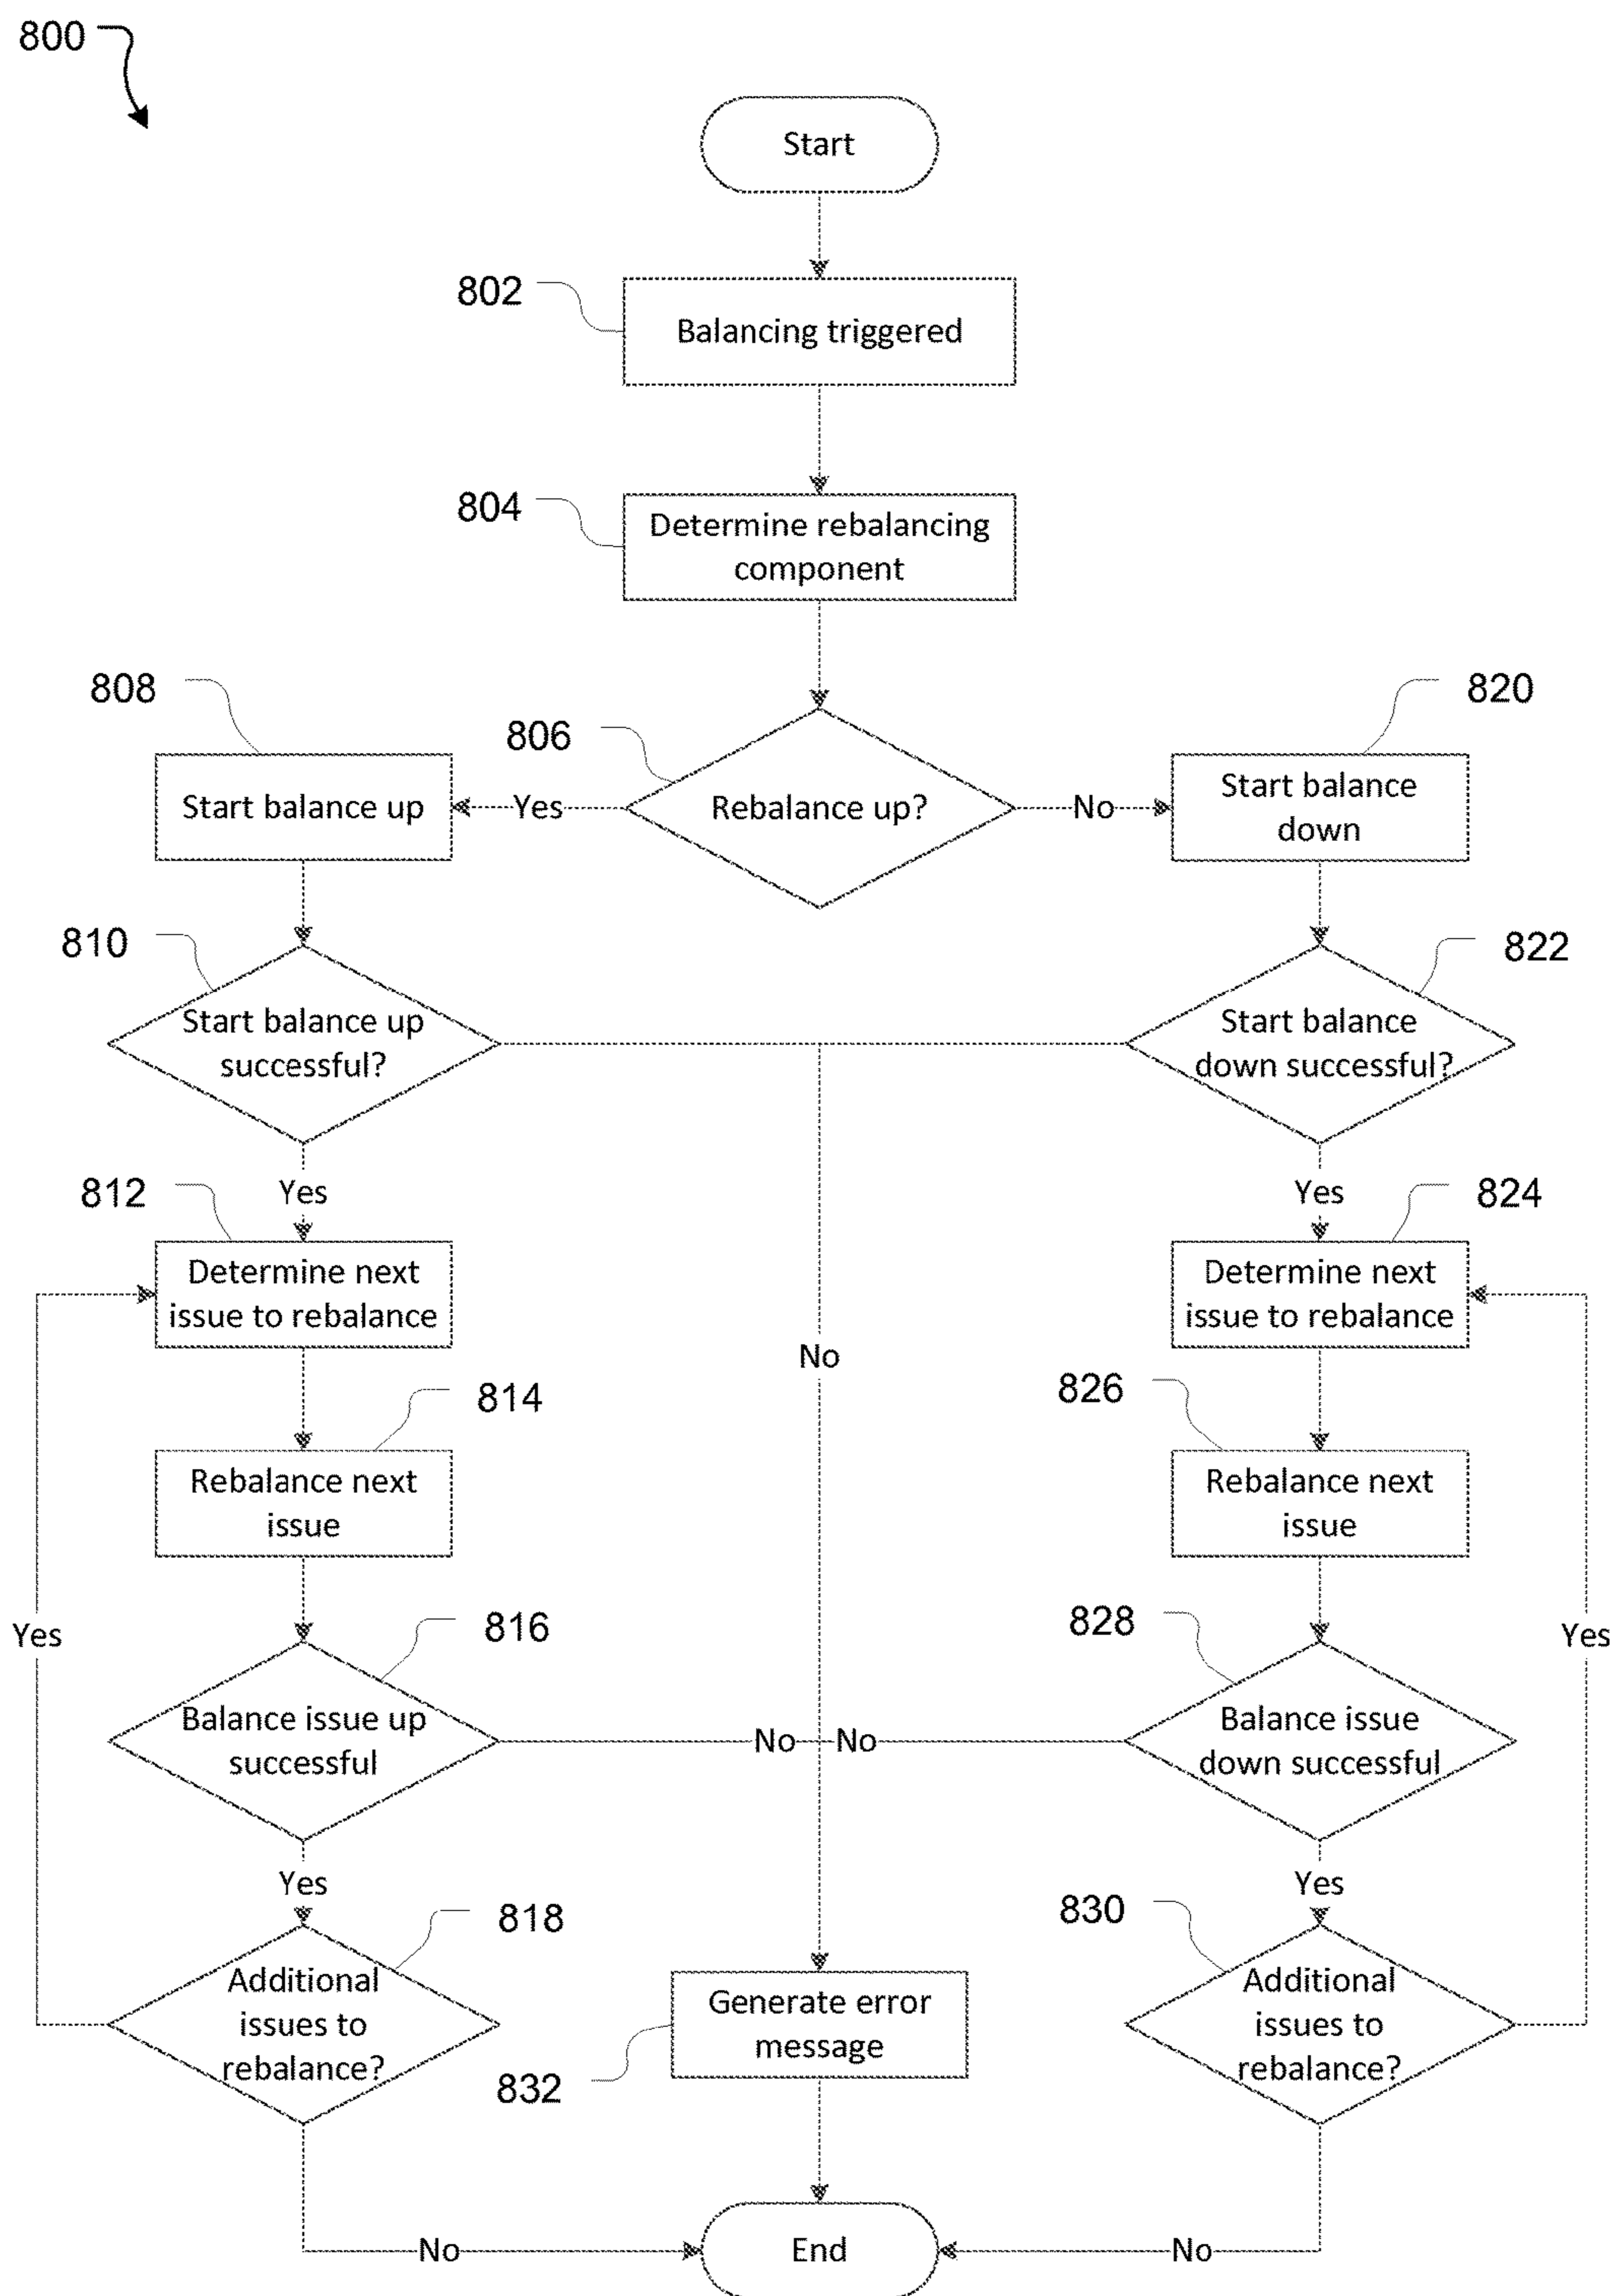 800
Start
802
Balancing triggered
804
Determine rebalancing
component
808
820
806
Start balance up
Yes
Rebalance up?
No
Start balance
down
810
822
Start balance up
successful?
Start balance
down successful?
Yes
Yes
812
824
Determine next
issue to rebalance
Determine next
issue to rebalance
No
814
826
Rebalance next
issue
Rebalance next
issue
816
828
Yes
Yes
Balance issue up
successful
No
No
Balance issue
down successful
Yes
Yes
818
830
Additional
issues to
rebalance?
Generate error
message
832
Additional
issues to
rebalance?
No
End
No